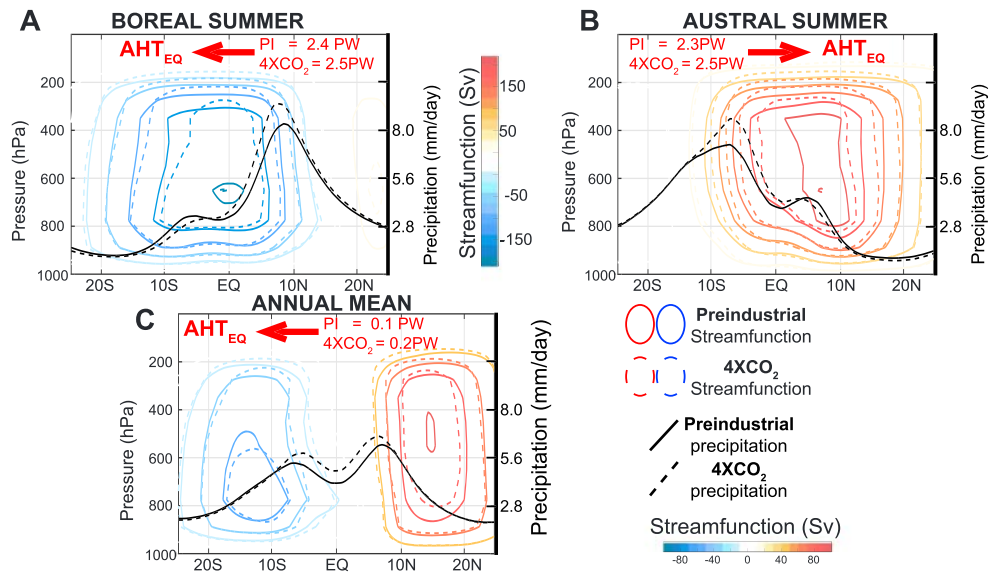 A
BOREAL SUMMER
AHT_EQ
PI = 2.4 PW
4XCO₂ = 2.5PW
Pressure (hPa)
200
400
600
800
1000
20S
10S
EQ
10N
20N
8.0
5.6
2.8
Precipitation (mm/day)
Streamfunction (Sv)
150
50
-50
-150
B
AUSTRAL SUMMER
PI = 2.3PW
4XCO₂ = 2.5PW
AHT_EQ
Pressure (hPa)
200
400
600
800
1000
20S
10S
EQ
10N
20N
8.0
5.6
2.8
Precipitation (mm/day)
C
ANNUAL MEAN
AHT_EQ
PI = 0.1 PW
4XCO₂ = 0.2PW
Pressure (hPa)
200
400
600
800
1000
20S
10S
EQ
10N
20N
8.0
5.6
2.8
Precipitation (mm/day)
Preindustrial
Streamfunction
4XCO₂
Streamfunction
Preindustrial
precipitation
4XCO₂
precipitation
Streamfunction (Sv)
-80
-40
0
40
80